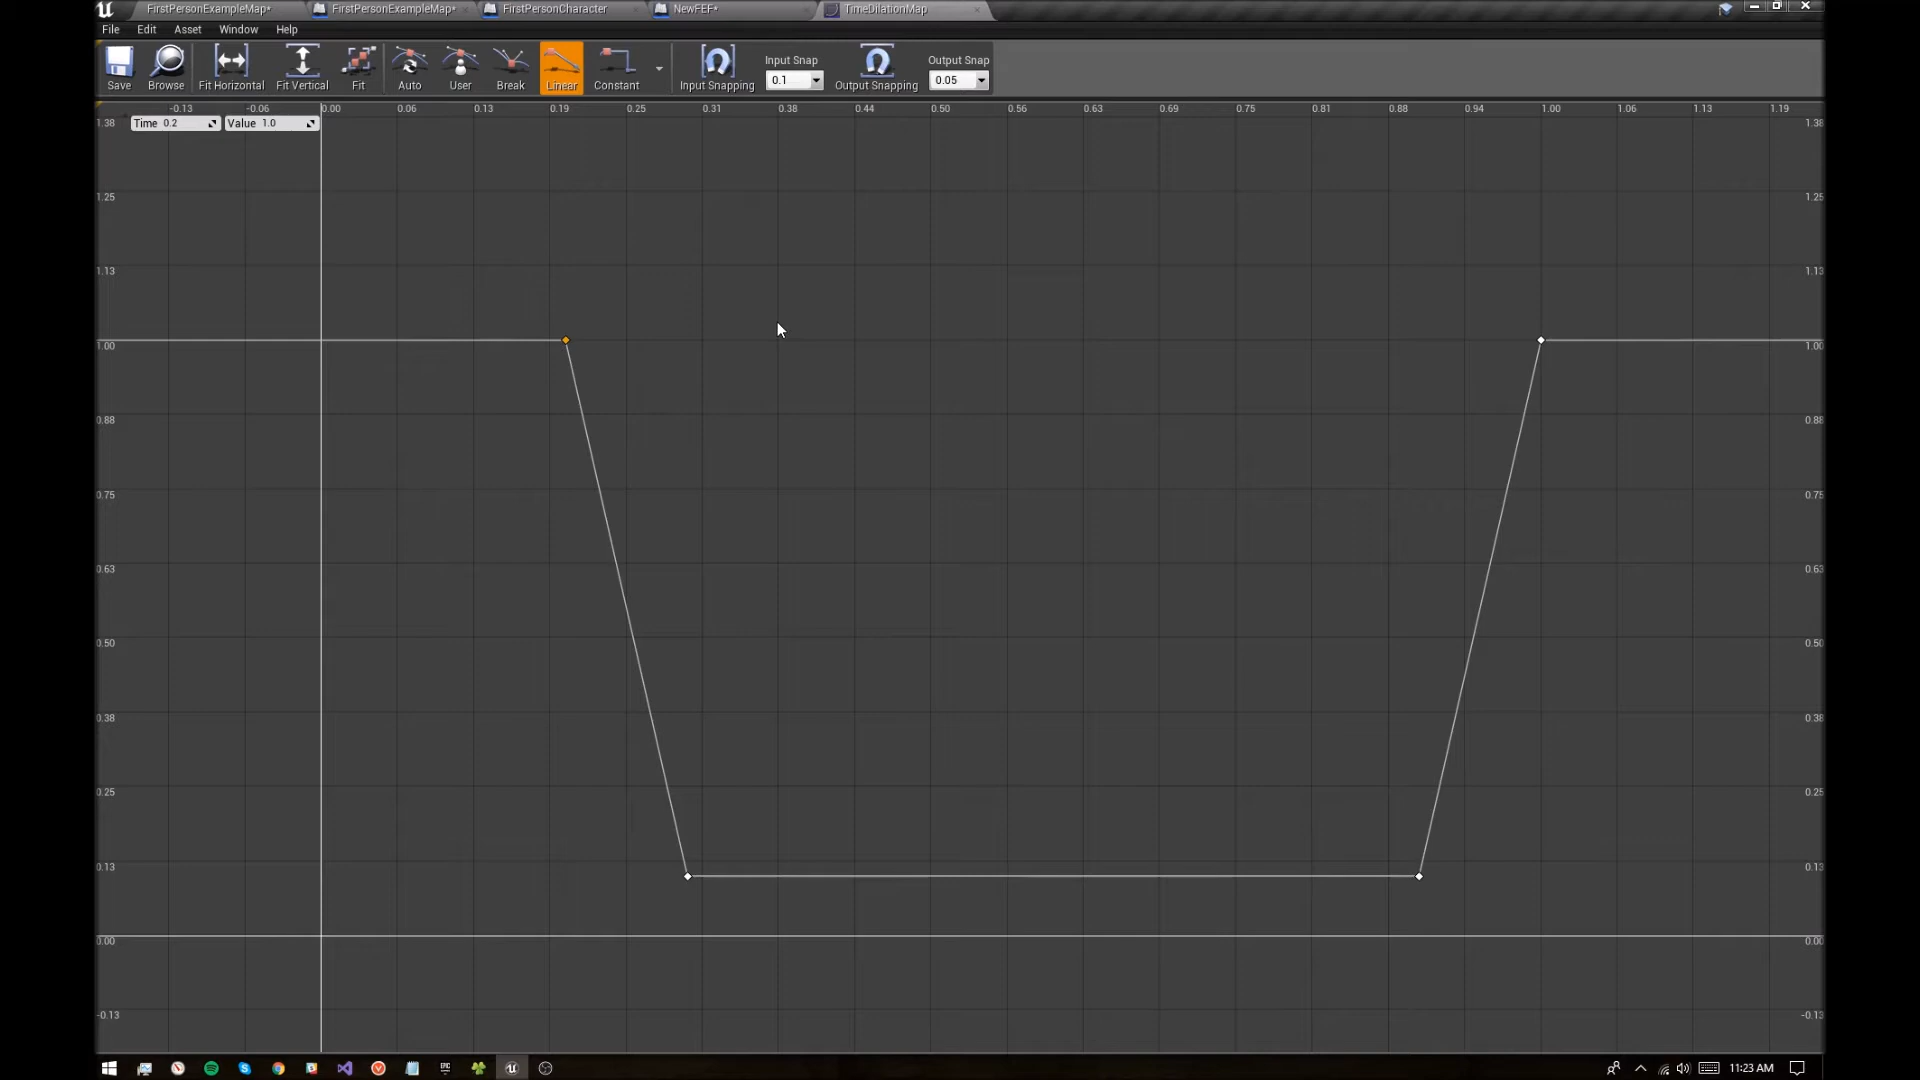 FirstPersonExampleMap* FirstPersonExampleMap* FirstPersonCharacter NewFEF* TimeDilationMap
File Edit Asset Window Help
Input Snap Output Snap
0.1 0.05
Save Browse Fit Horizontal Fit Vertical Fit Auto User Break Linear Constant Input Snapping Output Snapping
-0.13 -0.06 0.00 0.06 0.13 0.19 0.25 0.31 0.38 0.44 0.50 0.56 0.63 0.69 0.75 0.81 0.88 0.94 1.00 1.06 1.13 1.19
1.38 Time 0.2 Value 1.0 1.38
1.25 1.25
1.13 1.13
1.00 1.00
0.88 0.88
0.75 0.75
0.63 0.63
0.50 0.50
0.38 0.38
0.25 0.25
0.13 0.13
0.00 0.00
-0.13 -0.13
EPIC
11:23 AM